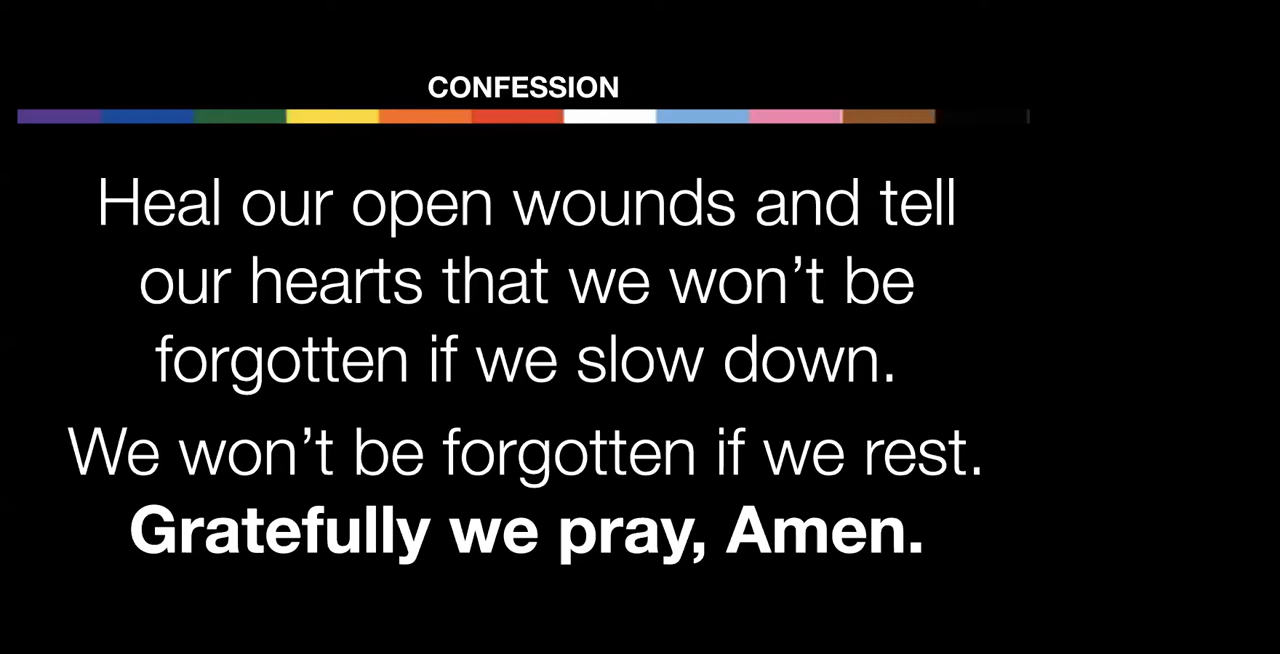 CONFESSION
Heal our open wounds and tell
our hearts that we won’t be
forgotten if we slow down.
We won’t be forgotten if we rest.
Gratefully we pray, Amen.